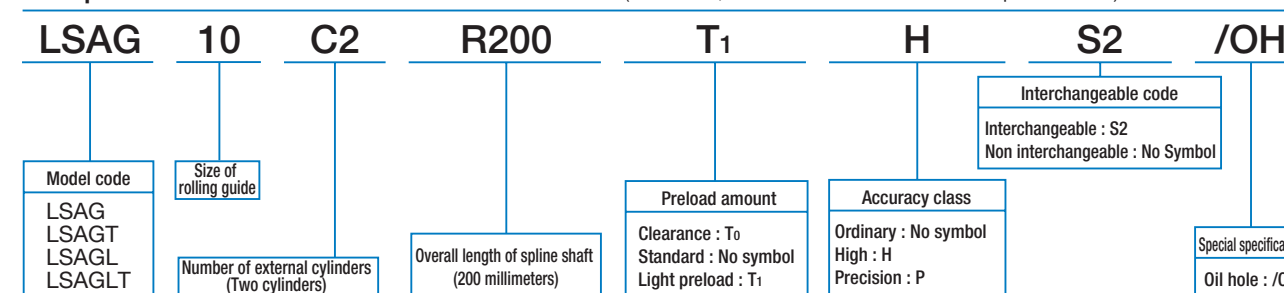 LSAG 10 C2 R200 T1 H S2 /OH
Interchangeable code
Interchangeable : S2
Non interchangeable : No Symbol
Model code
LSAG
LSAGT
LSAGL
LSAGLT
Size of
rolling guide
Number of external cylinders
(Two cylinders)
Overall length of spline shaft
(200 millimeters)
Preload amount
Clearance : T0
Standard : No symbol
Light preload : T1
Accuracy class
Ordinary : No symbol
High : H
Precision : P
Special
Oil hole :